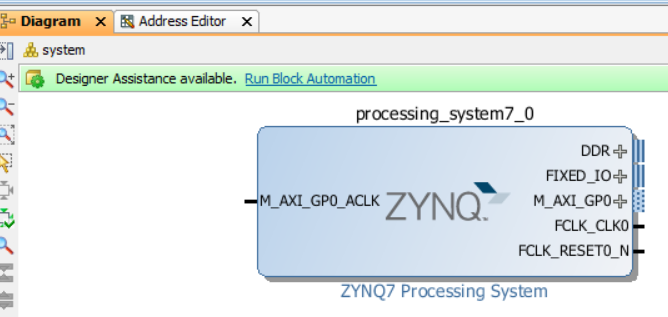 Diagram
Address Editor
system
Designer Assistance available. Run Block Automation
processing_system7_0
DDR
FIXED_IO
M_AXI_GP0_ACLK ZYNQ. M_AXI_GP0
FCLK_CLK0
FCLK_RESET0_N
ZYNQ7 Processing System